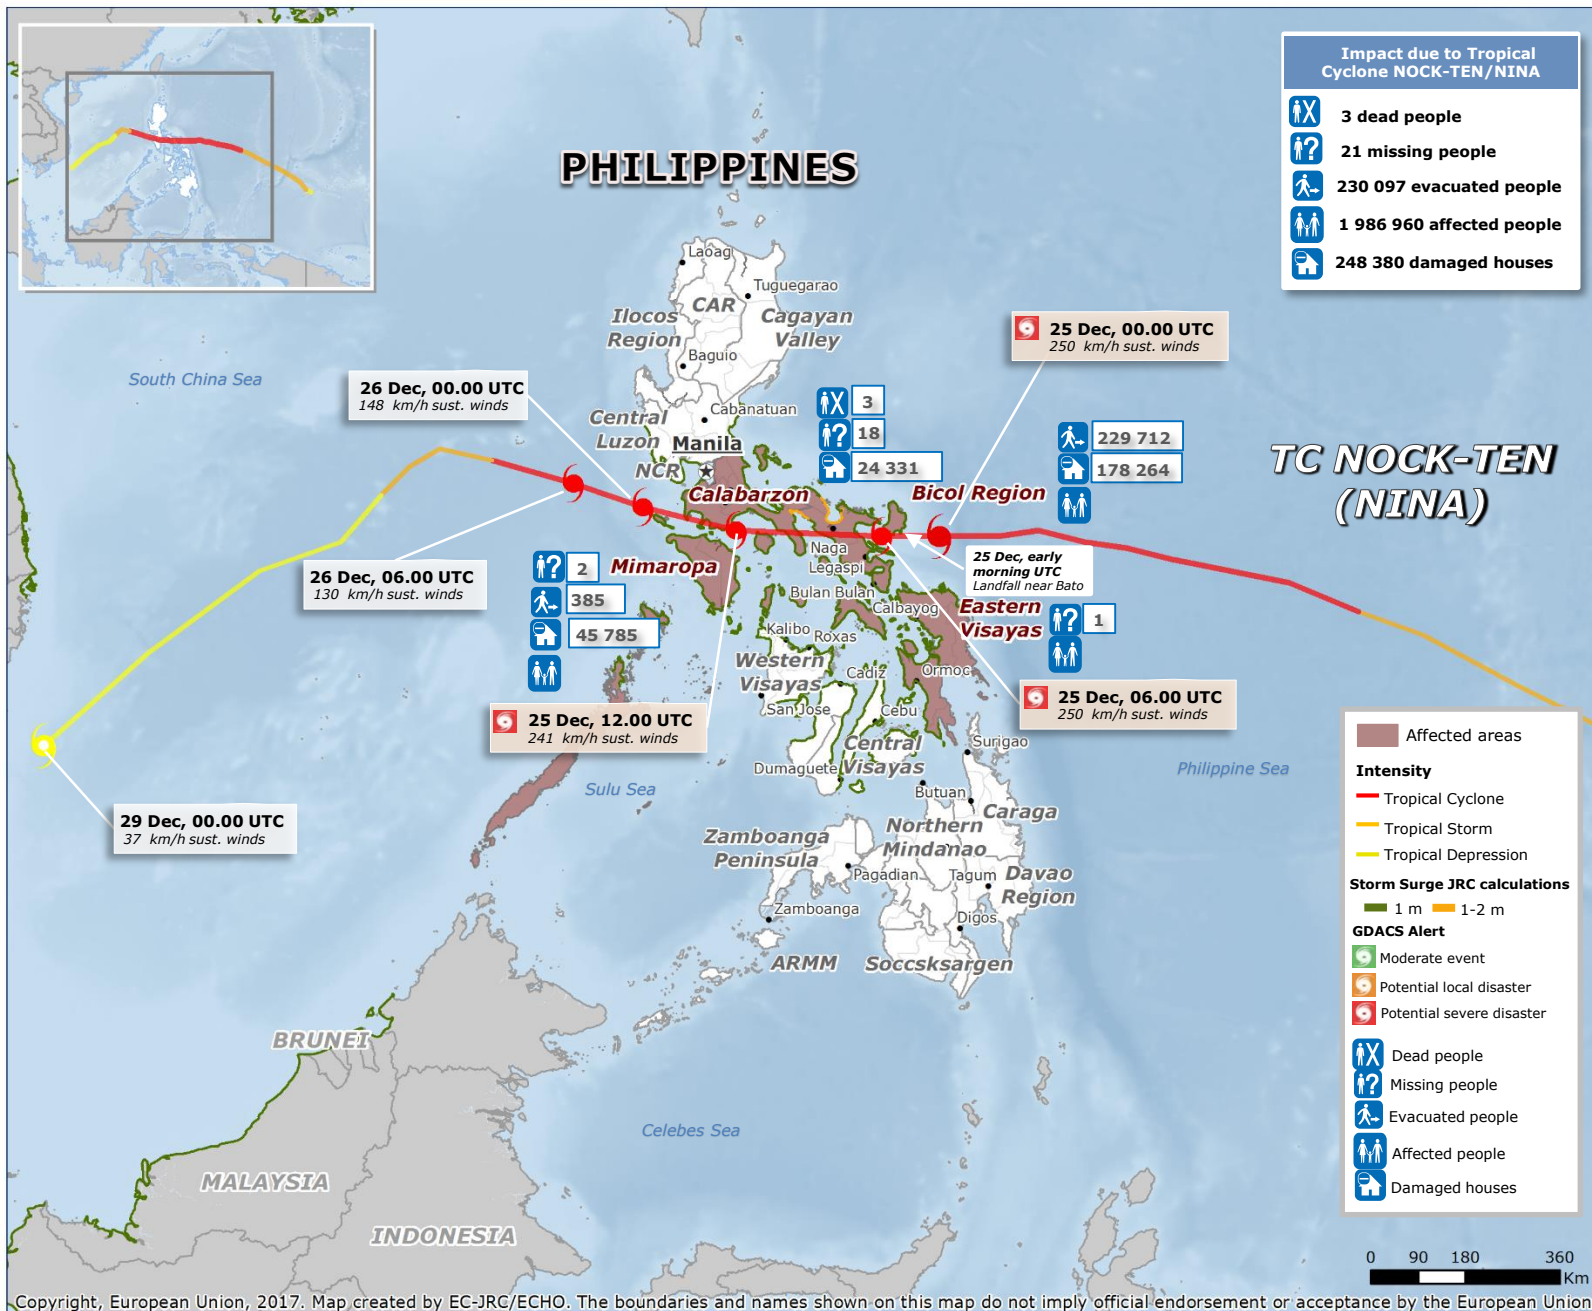 Impact due to Tropical
Cyclone NOCK-TEN/NINA
3 dead people
21 missing people
230 097 evacuated people
1 986 960 affected people
248 380 damaged houses
PHILIPPINES
Laoag
Tuguegarao
CAR
Ilocos
Region
Cagayan
Valley
Baguio
25 Dec, 00.00 UTC
250 km/h sust. winds
South China Sea
26 Dec, 00.00 UTC
148 km/h sust. winds
Cabanatuan
Central
Luzon
Manila
NCR
3
18
24 331
229 712
178 264
TC NOCK-TEN
(NINA)
Calabarzon
Bicol Region
Naga
Legaspi
25 Dec, early
morning UTC
Landfall near Bato
26 Dec, 06.00 UTC
130 km/h sust. winds
2
385
45 785
Mimaropa
Bulan Bulan
Calbayog
Eastern
Visayas
1
Kalibo
Roxas
Western
Visayas
Cadiz
Ormoc
San Jose
Cebu
25 Dec, 12.00 UTC
241 km/h sust. winds
25 Dec, 06.00 UTC
250 km/h sust. winds
Central
Visayas
Surigao
Dumaguete
Sulu Sea
Philippine Sea
Butuan
Caraga
29 Dec, 00.00 UTC
37 km/h sust. winds
Zamboanga
Peninsula
Northern
Mindanao
Pagadian
Tagum
Davao
Region
Zamboanga
Digos
ARMM
Soccsksargen
BRUNEI
Celebes Sea
MALAYSIA
INDONESIA
Affected areas
Intensity
Tropical Cyclone
Tropical Storm
Tropical Depression
Storm Surge JRC calculations
1 m 1-2 m
GDACS Alert
Moderate event
Potential local disaster
Potential severe disaster
Dead people
Missing people
Evacuated people
Affected people
Damaged houses
0 90 180 360
Km
Copyright, European Union, 2017. Map created by EC-JRC/ECHO. The boundaries and names shown on this map do not imply official endorsement or acceptance by the European Union